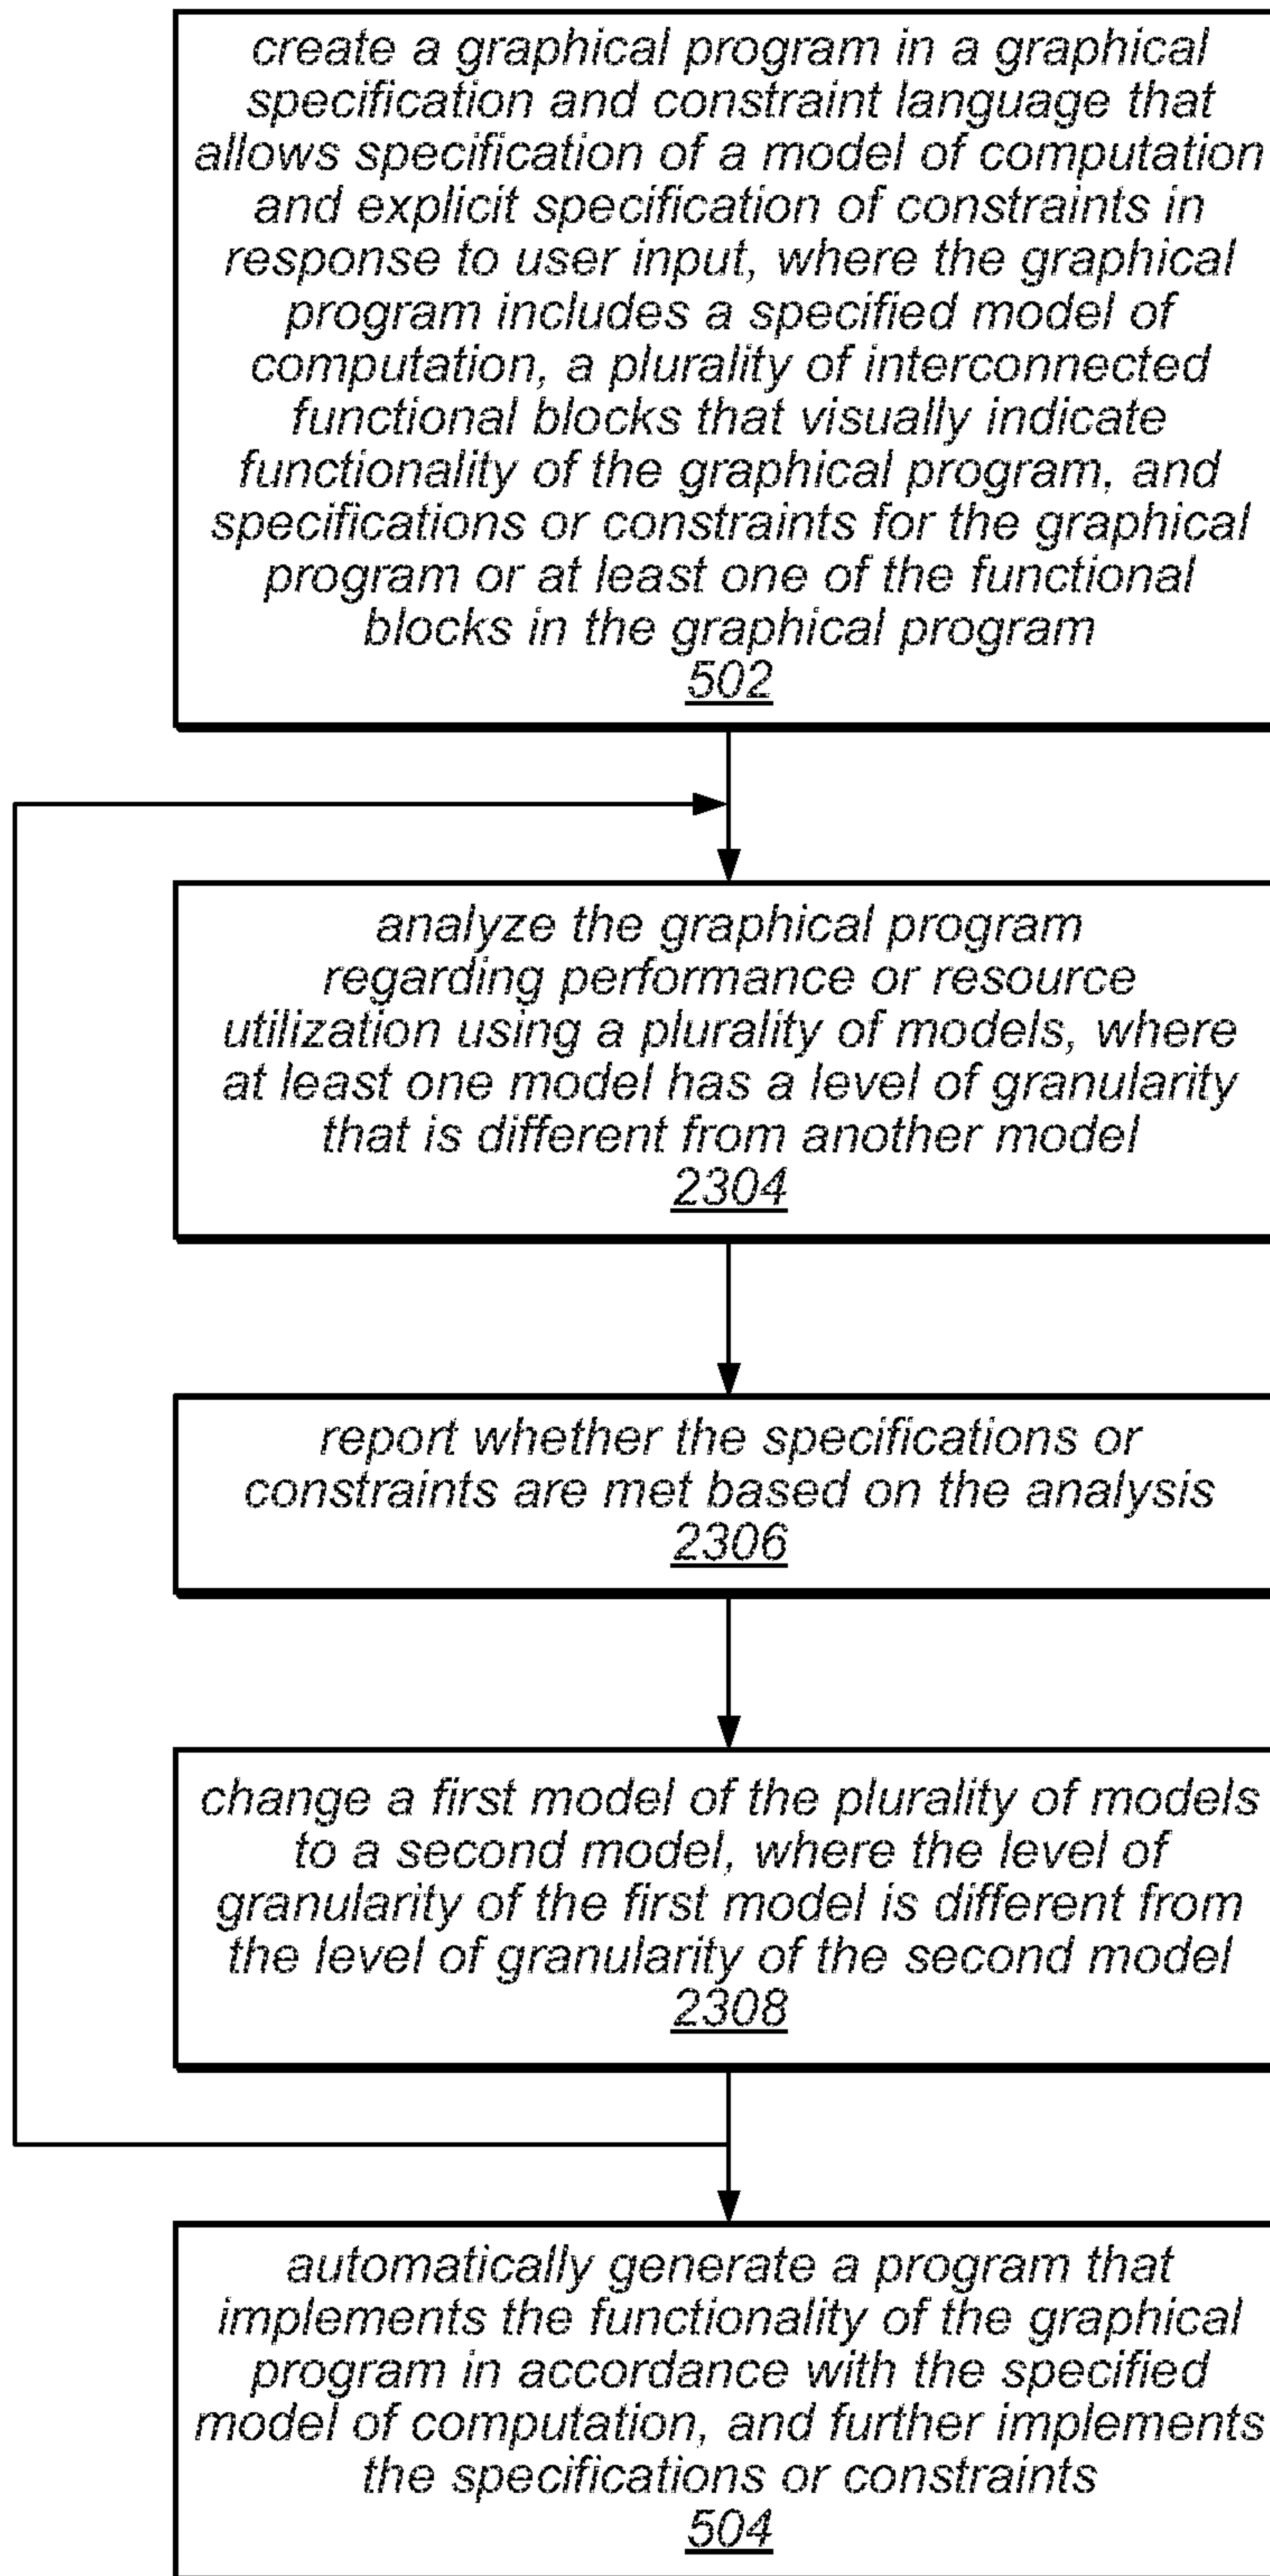 create a graphical program in a graphical
specification and constraint language that
allows specification of a model of computation
and explicit specification of constraints in
response to user input, where the graphical
program includes a specified model of
computation, a plurality of interconnected
functional blocks that visually indicate
functionality of the graphical program, and
specifications or constraints for the graphical
program or at least one of the functional
blocks in the graphical program
502
analyze the graphical program
regarding performance or resource
utilization using a plurality of models, where
at least one model has a level of granularity
that is different from another model
2304
report whether the specifications or
constraints are met based on the analysis
2306
change a first model of the plurality of models
to a second model, where the level of
granularity of the first model is different from
the level of granularity of the second model
2308
automatically generate a program that
implements the functionality of the graphical
program in accordance with the specified
model of computation, and further implements
the specifications or constraints
504